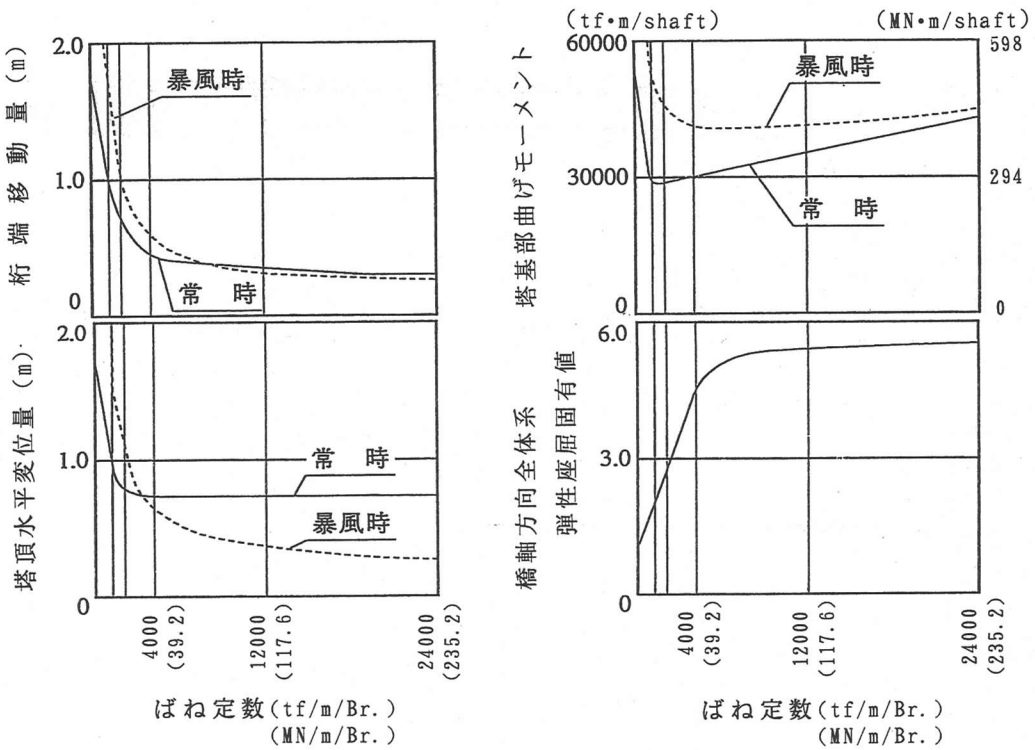 桁端移動量(m)
2.0
1.0
0
暴風時
常 時
塔頂水平変位量(m)
2.0
1.0
0
常 時
暴風時
4000
(39.2)
12000
(117.6)
24000
(235.2)
ばね定数(tf/m/Br.)
(MN/m/Br.)
(tf•m/shaft)
(MN•m/shaft)
塔基部曲げモーメント
60000
30000
0
598
294
0
暴風時
常 時
橋軸方向全体系
弾性座屈固有値
6.0
3.0
0
4000
(39.2)
12000
(117.6)
24000
(235.2)
ばね定数(tf/m/Br.)
(MN/m/Br.)